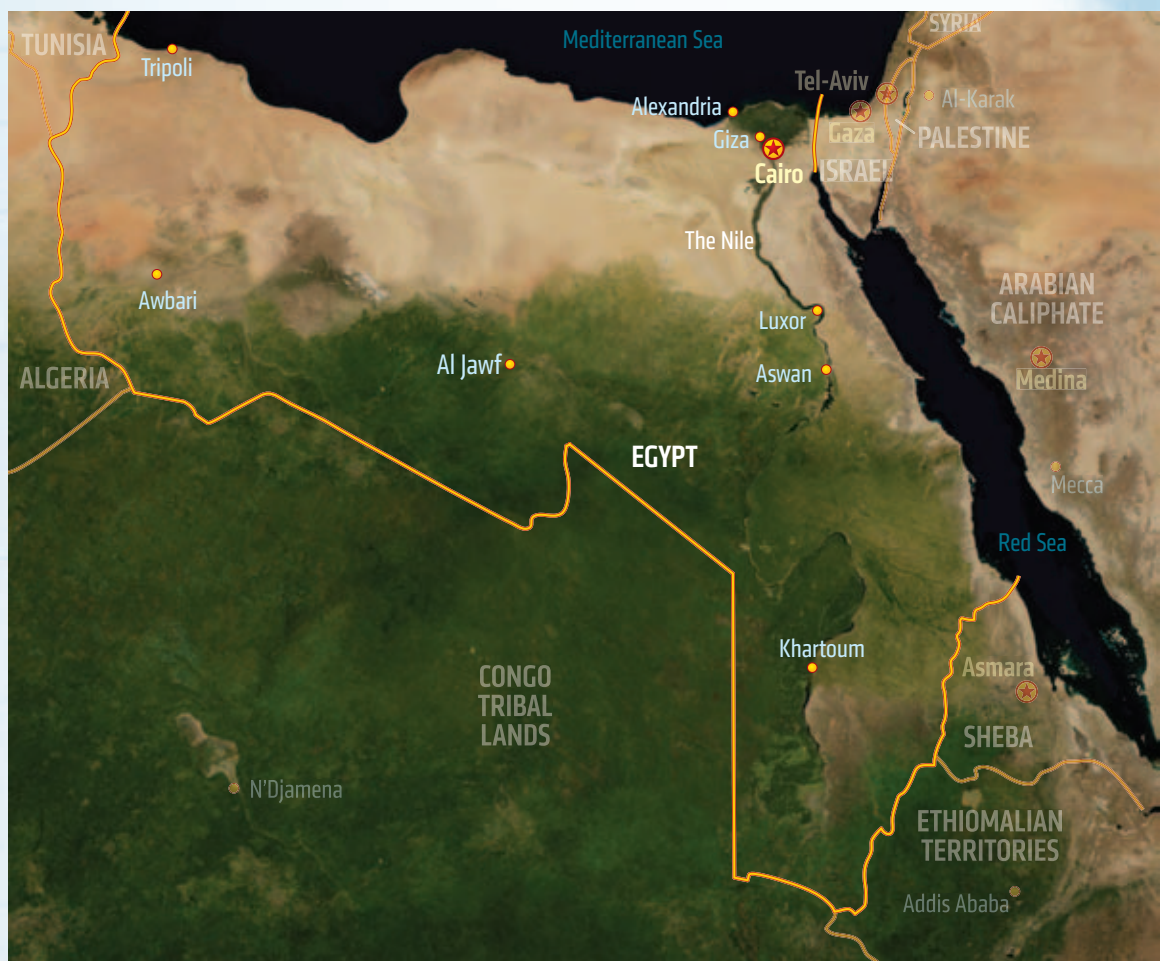 SYRIA
TUNISIA
Mediterranean Sea
Tripoli
Tel-Aviv
Al-Karak
Alexandria
Gaza
PALESTINE
Giza
Cairo
ISRAEL
The Nile
Awbari
ARABIAN
CALIPHATE
Luxor
Al Jawf
Aswan
ALGERIA
Medina
EGYPT
Mecca
Red Sea
Khartoum
Asmara
CONGO
TRIBAL
LANDS
SHEBA
N'Djamena
ETHIOMALIAN
TERRITORIES
Addis Ababa